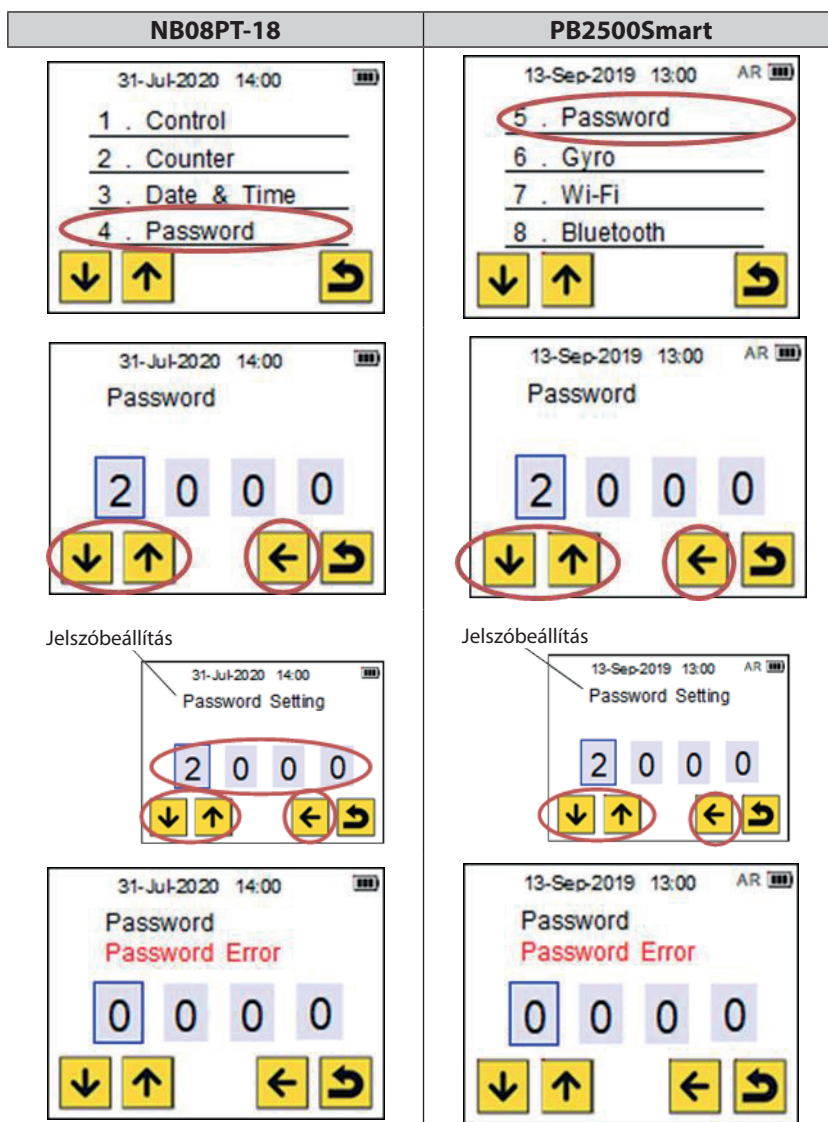 NB08PT-18 PB2500Smart
31-Jul-2020 14:00
1 . Control
2 . Counter
3 . Date & Time
4 . Password
13-Sep-2019 13:00 AR
5 . Password
6 . Gyro
7 . Wi-Fi
8 . Bluetooth
31-Jul-2020 14:00
Password
2 0 0 0
13-Sep-2019 13:00 AR
Password
2 0 0 0
Jelszóbeállítás
31-Jul-2020 14:00
Password Setting
2 0 0 0
Jelszóbeállítás
13-Sep-2019 13:00 AR
Password Setting
2 0 0 0
31-Jul-2020 14:00
Password
Password Error
0 0 0 0
13-Sep-2019 13:00 AR
Password
Password Error
0 0 0 0